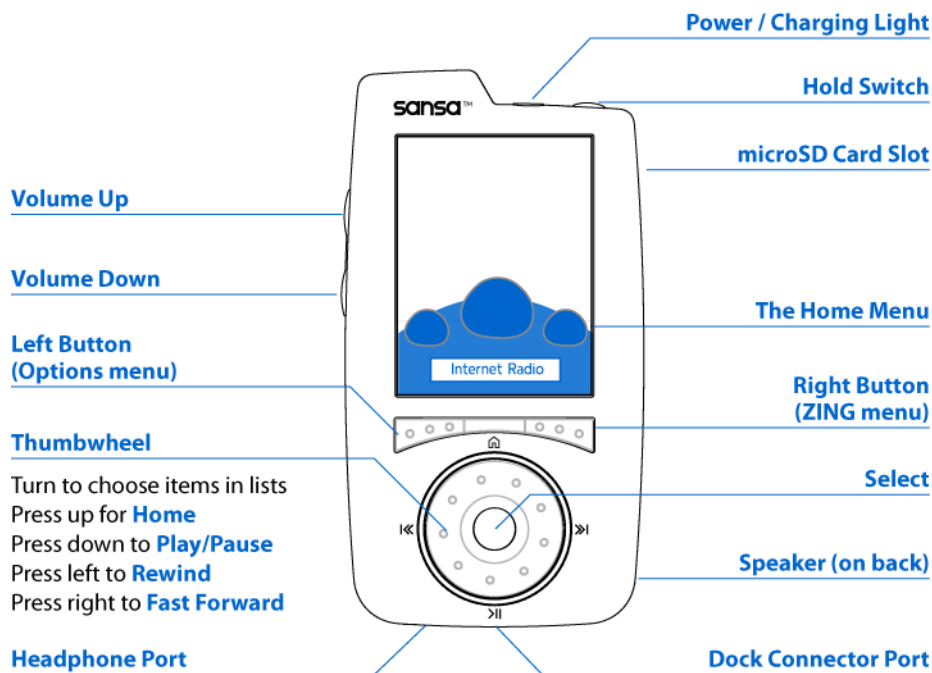 Power / Charging Light
Hold Switch
sansa™
microSD Card Slot
Volume Up
Volume Down
The Home Menu
Left Button
(Options menu)
Internet Radio
Right Button
(ZING menu)
Thumbwheel
Select
Turn to choose items in lists
Press up for Home
Press down to Play/Pause
Press left to Rewind
Press right to Fast Forward
Speaker (on back)
Headphone Port
Dock Connector Port